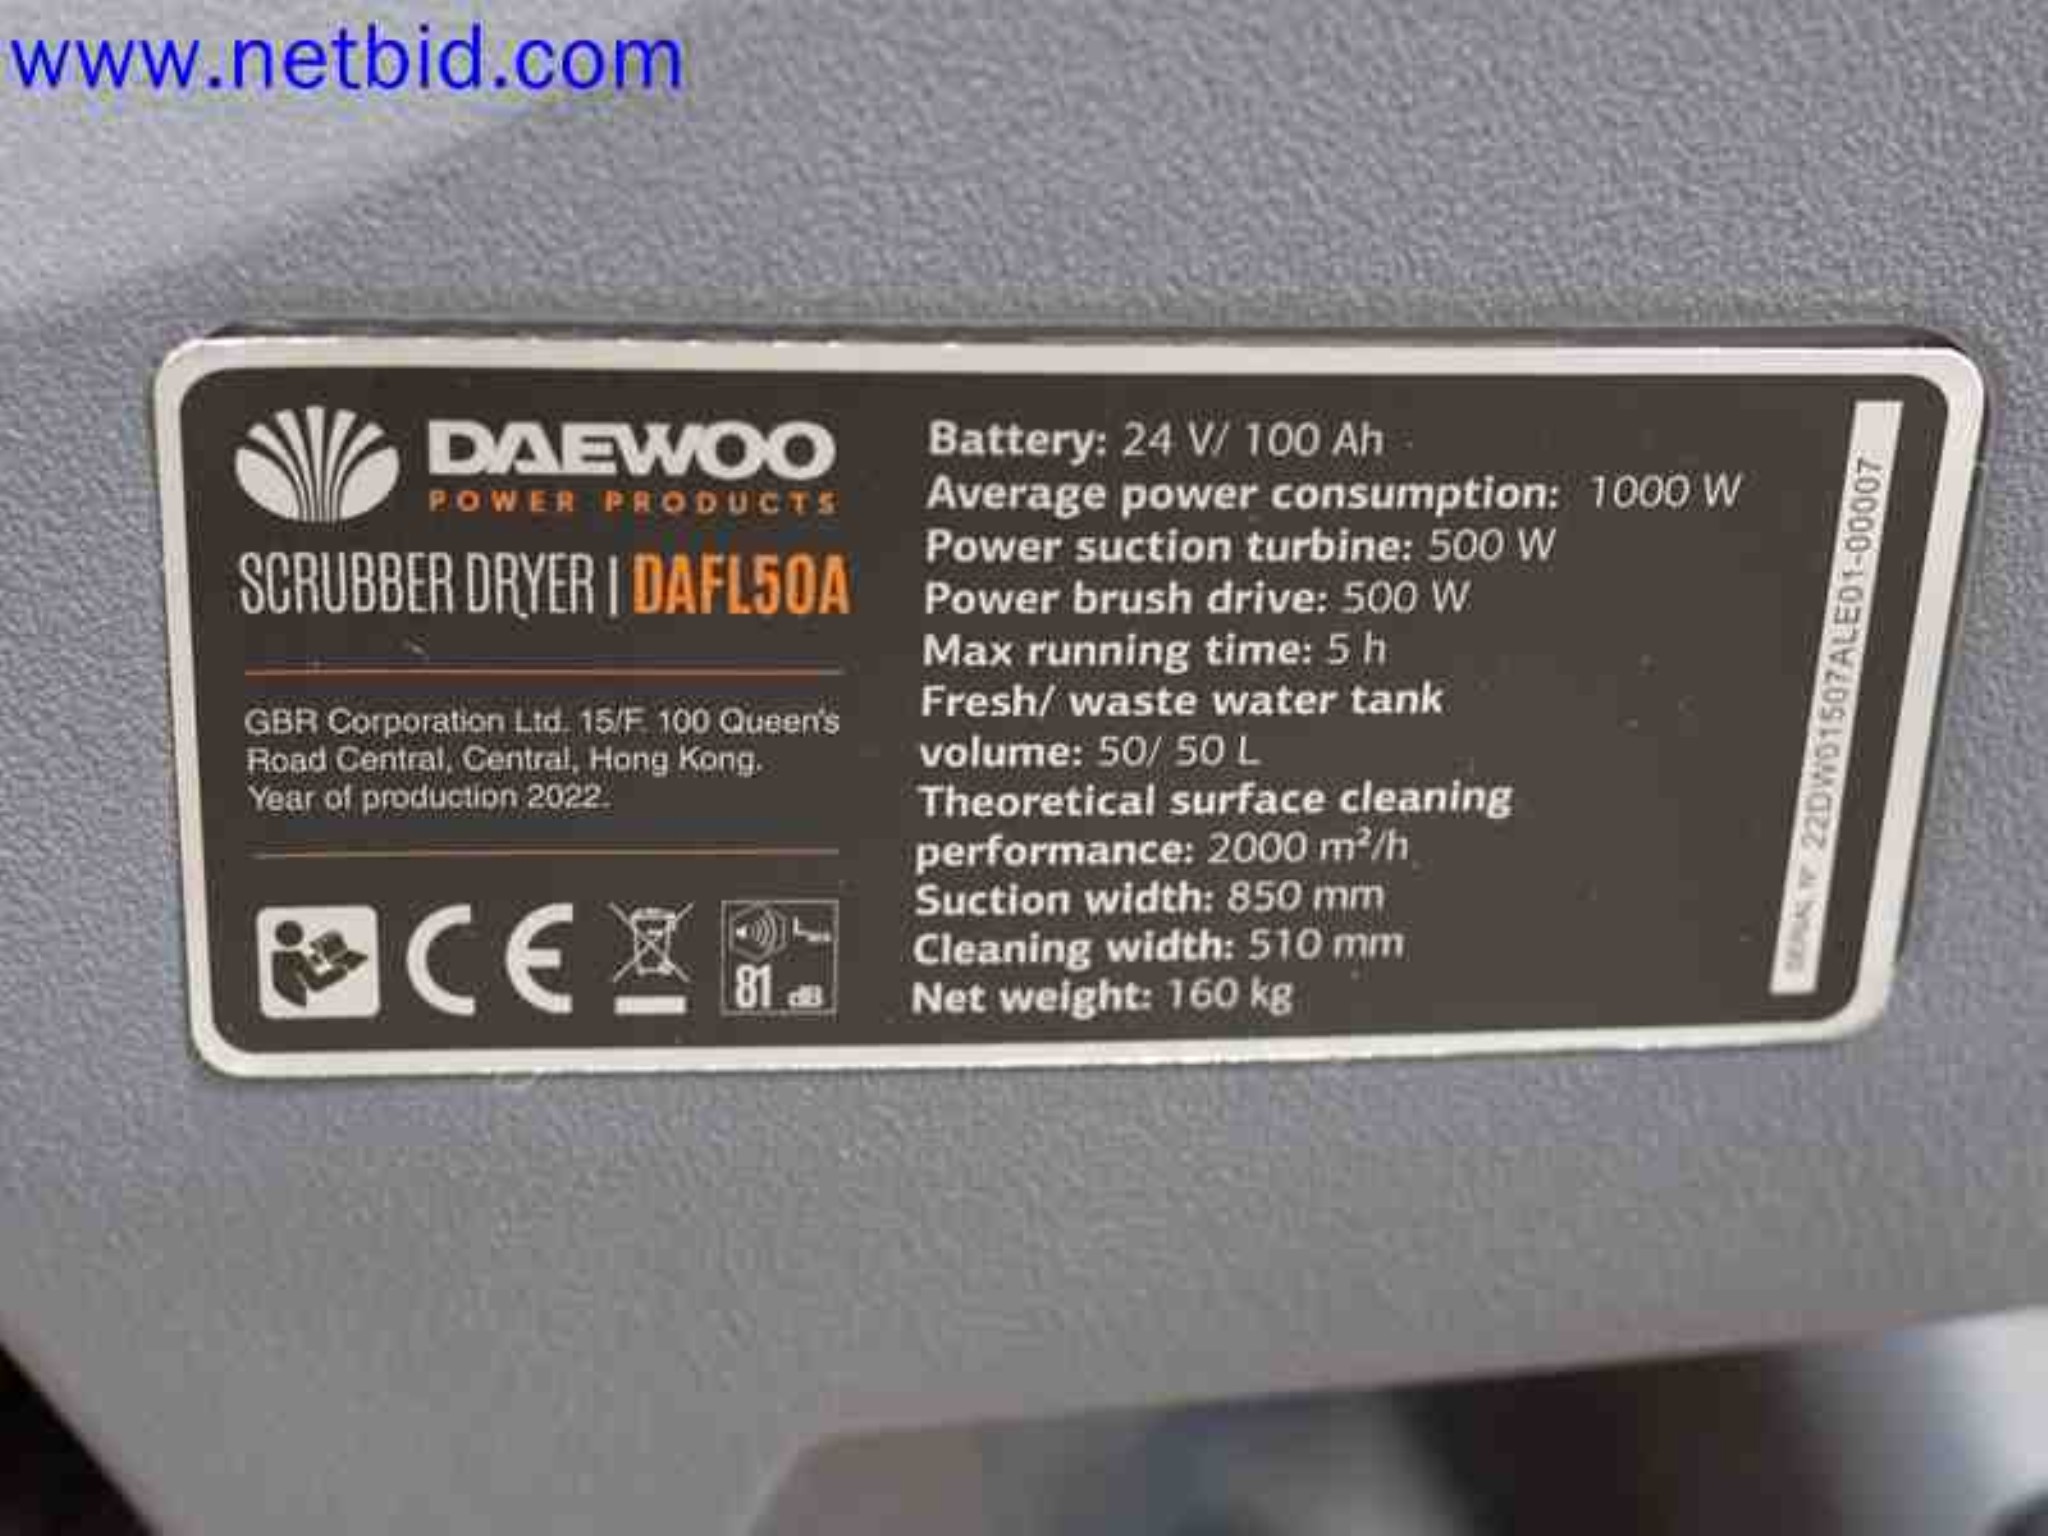 www.netbid.com
DAEWOO
POWER PRODUCTS
SCRUBBER DRYER | DAFL50A
GBR Corporation Ltd. 15/F. 100 Queen's
Road Central, Central, Hong Kong.
Year of production 2022.
CE
81 dB
Battery: 24 V/ 100 Ah
Average power consumption: 1000 W
Power suction turbine: 500 W
Power brush drive: 500 W
Max running time: 5 h
Fresh/ waste water tank
volume: 50/ 50 L
Theoretical surface cleaning
performance: 2000 m²/h
Suction width: 850 mm
Cleaning width: 510 mm
Net weight: 160 kg
22DW01507ALE01-00007